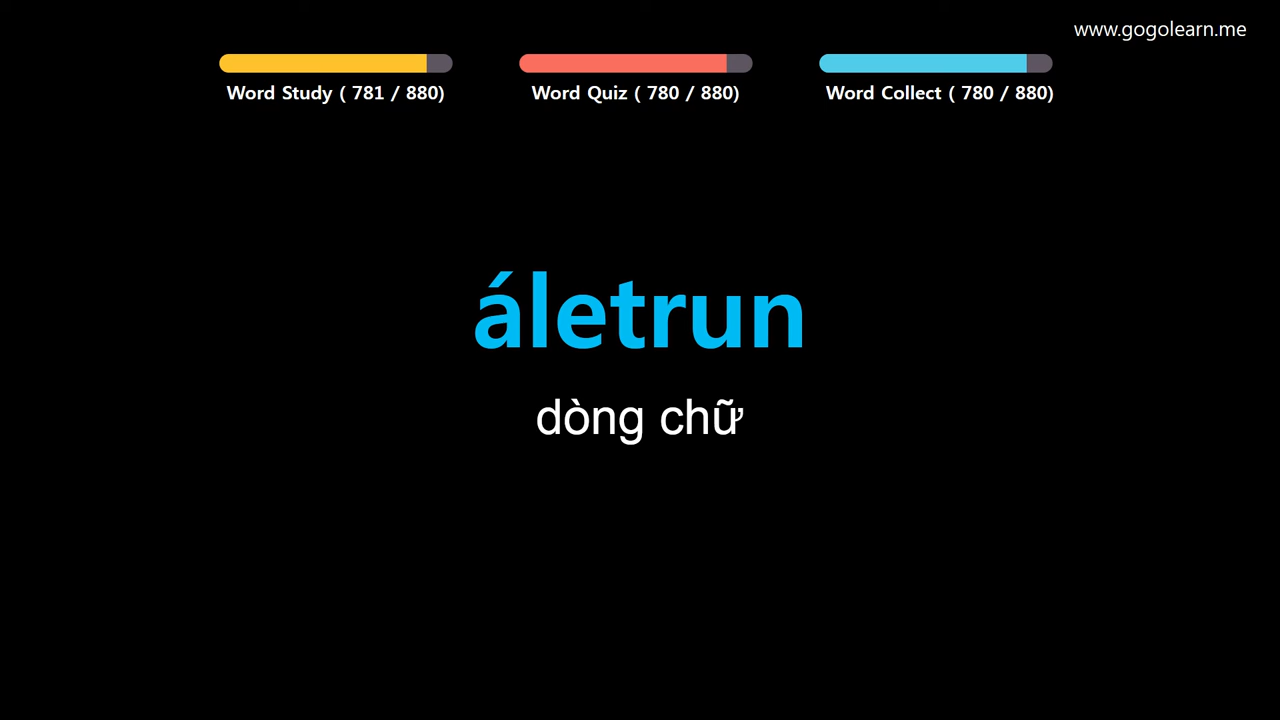 www.gogolearn.me
Word Study ( 781 / 880)
Word Quiz ( 780 / 880)
Word Collect ( 780 / 880)
áletrun
dòng chữ